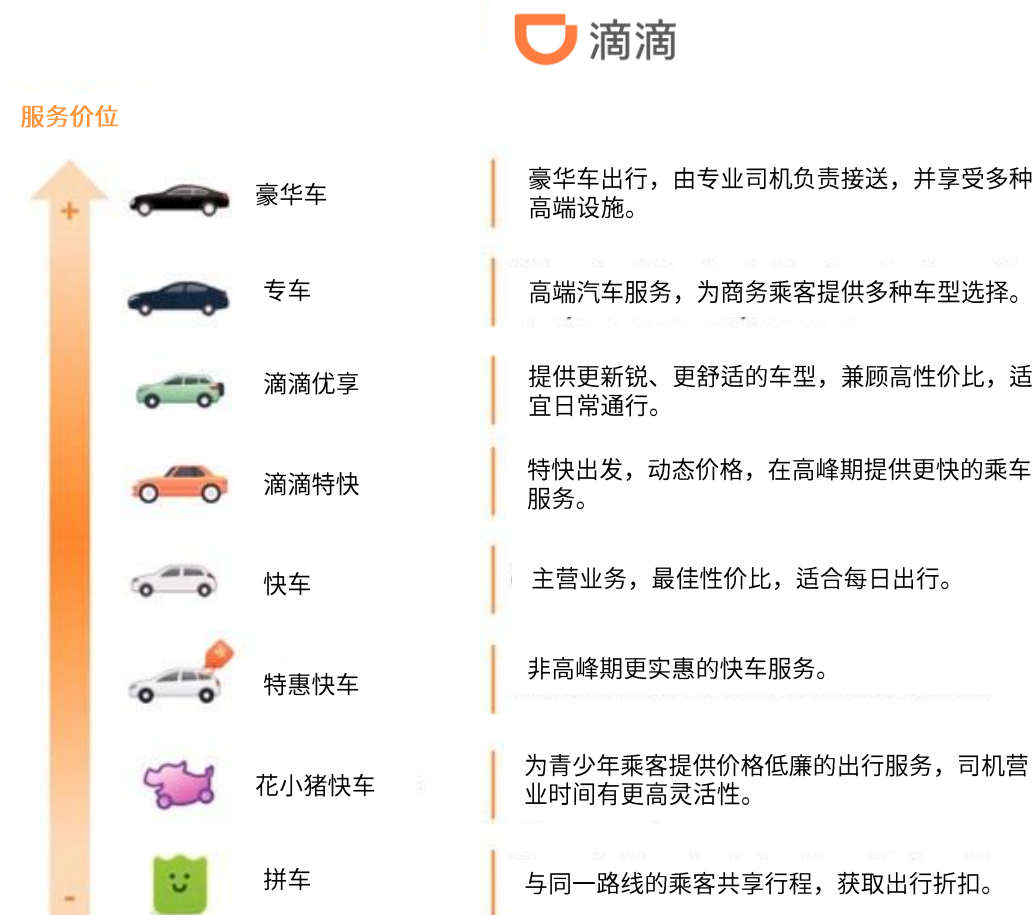 滴滴
服务价位
+
豪华车
豪华车出行，由专业司机负责接送，并享受多种
高端设施。
专车
高端汽车服务，为商务乘客提供多种车型选择。
滴滴优享
提供更新锐、更舒适的车型，兼顾高性价比，适
宜日常通行。
滴滴特快
特快出发，动态价格，在高峰期提供更快的乘车
服务。
快车
主营业务，最佳性价比，适合每日出行。
特惠快车
非高峰期更实惠的快车服务。
花小猪快车
为青少年乘客提供价格低廉的出行服务，司机营
业时间有更高灵活性。
拼车
与同一路线的乘客共享行程，获取出行折扣。
-